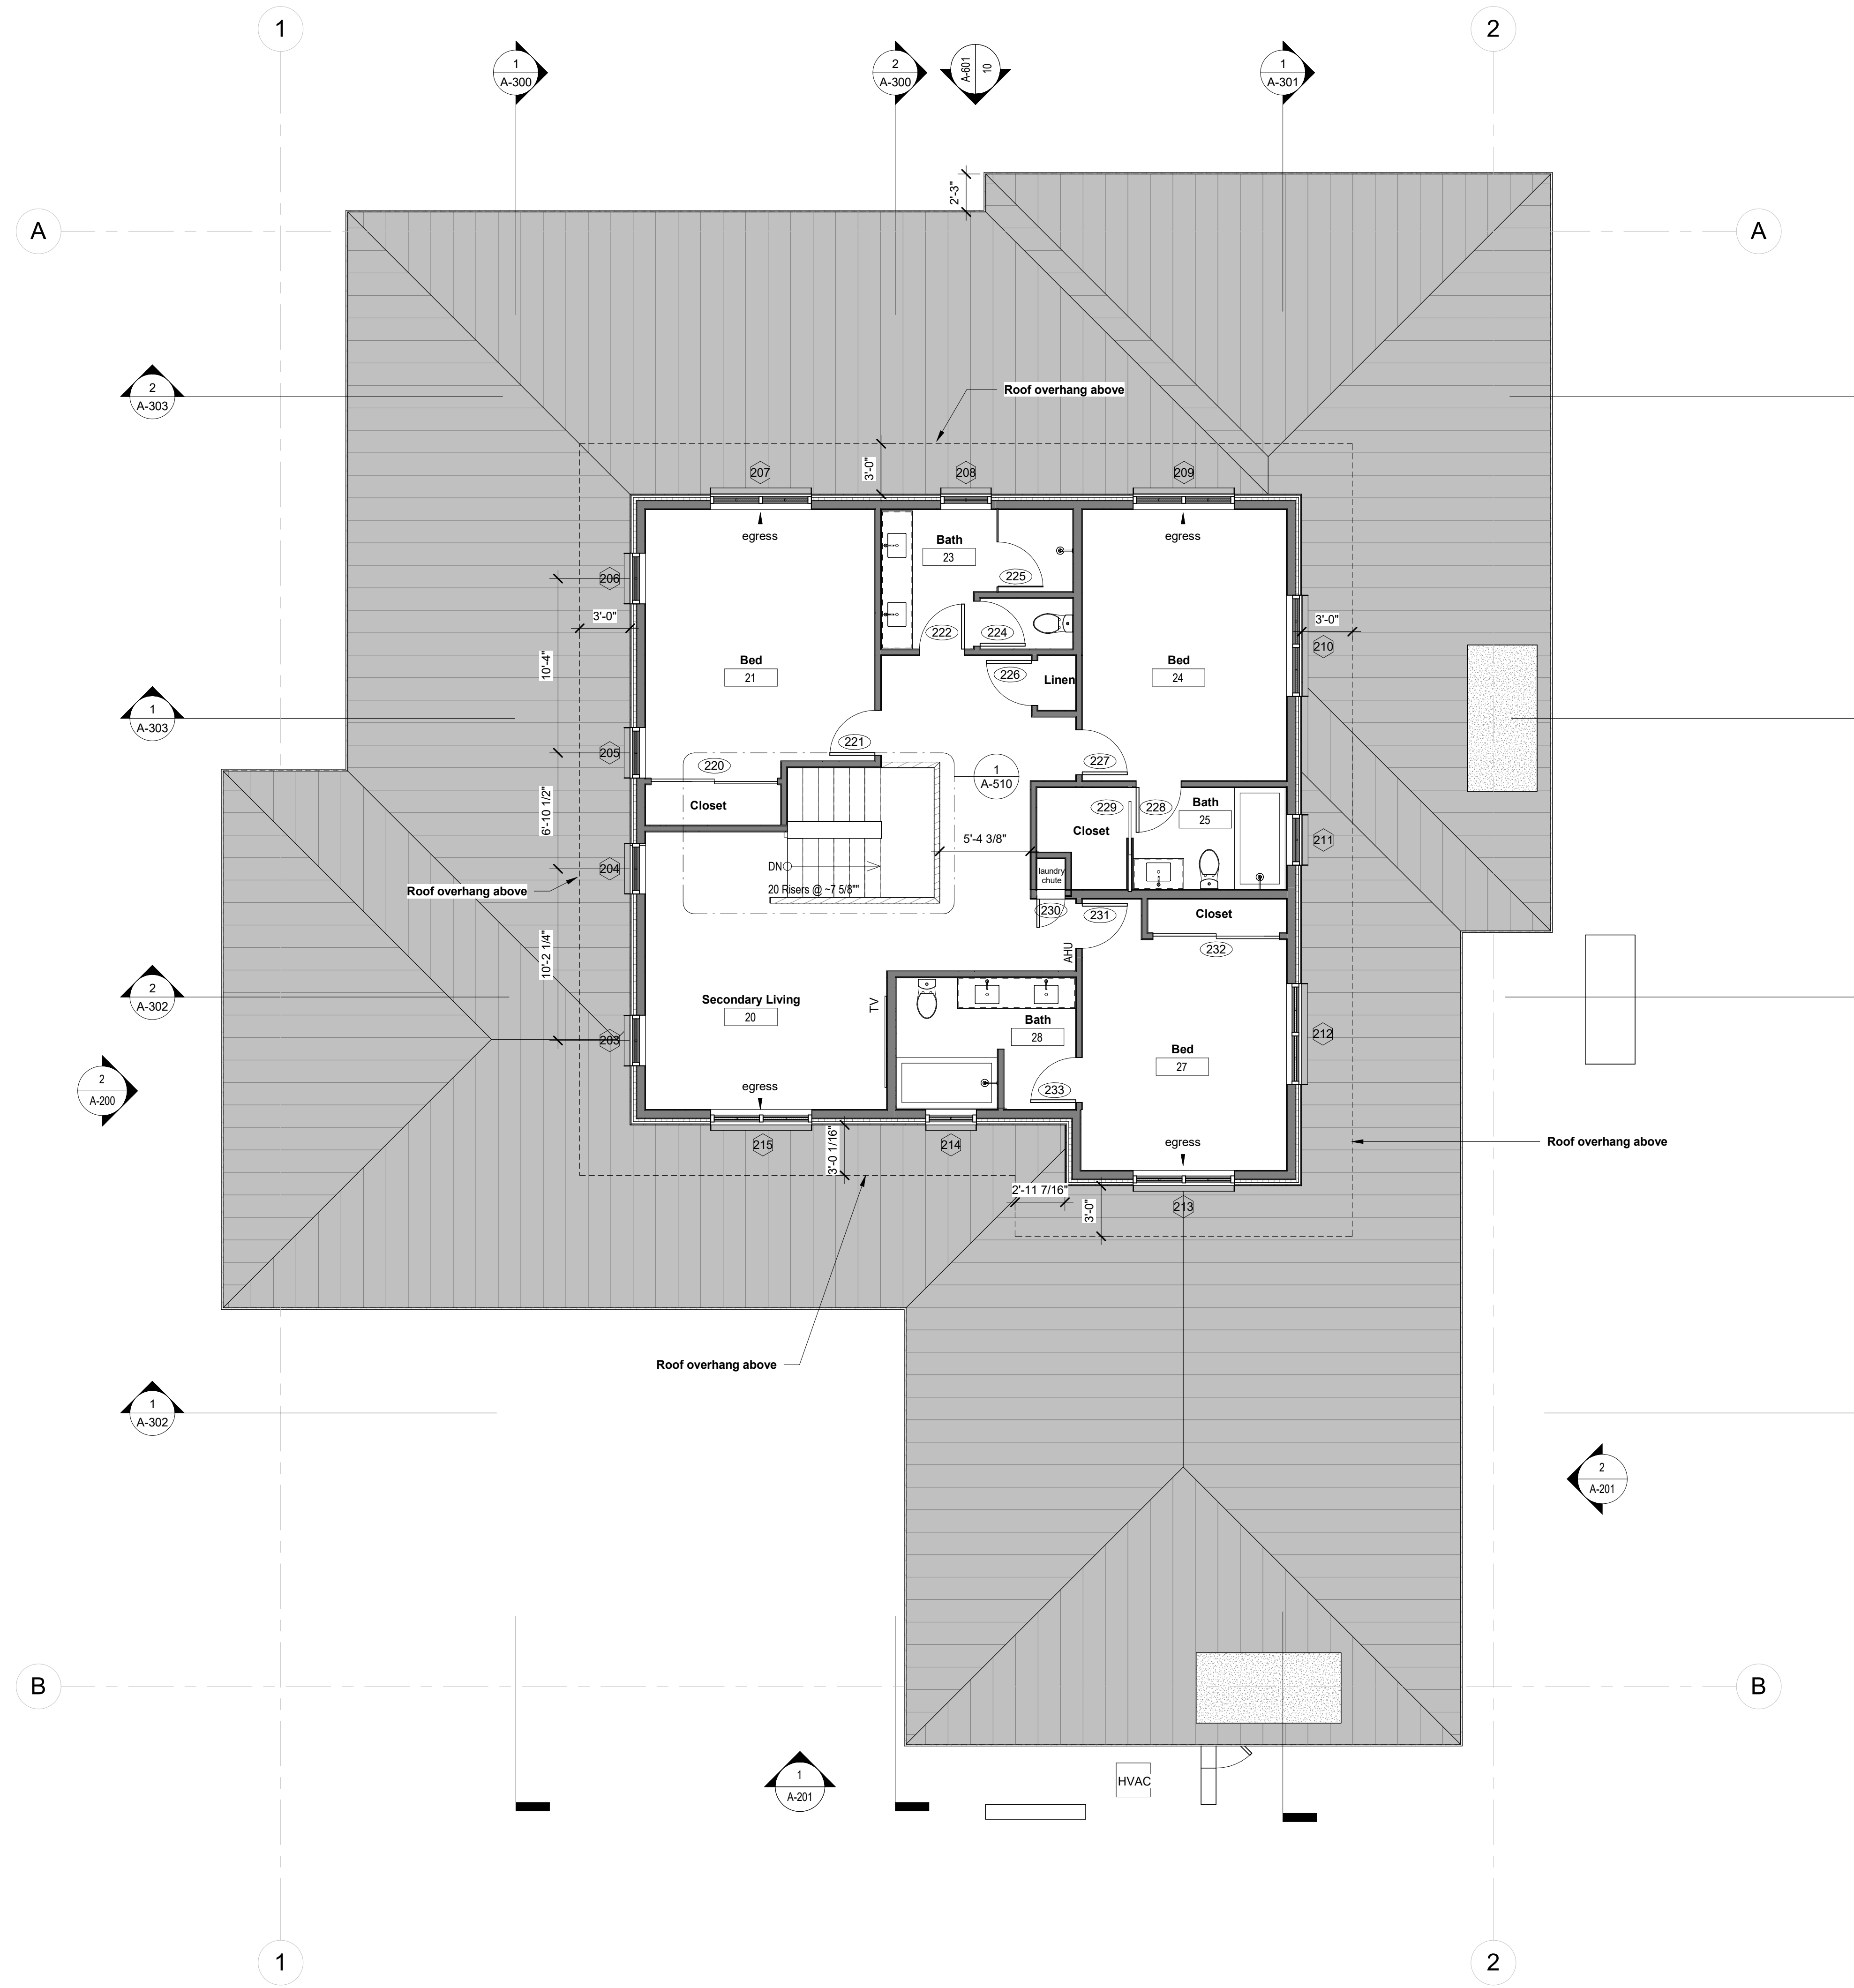 1
2
1
A-300
2
A-300
A-601
10
1
A-301
2'-3"
A
A
2
A-303
Roof overhang above
3'-0"
207
208
209
egress
Bath
23
egress
206
225
3'-0"
3'-0"
222
224
210
10'-4"
Bed
21
Bed
24
226
Linen
1
A-303
221
205
220
227
1
A-510
Closet
229
228
Bath
25
6'-10 1/2"
5'-4 3/8"
Closet
211
204
DN
laundry
chute
Roof overhang above
20 Risers @ ~7 5/8""
230
231
Closet
232
10'-2 1/4"
AHU
2
A-302
Secondary Living
20
TV
Bath
28
203
212
Bed
27
2
A-200
egress
233
215
3'-0 1/16"
214
egress
Roof overhang above
2'-11 7/16"
3'-0"
213
Roof overhang above
1
A-302
2
A-201
B
B
1
A-201
HVAC
1
2